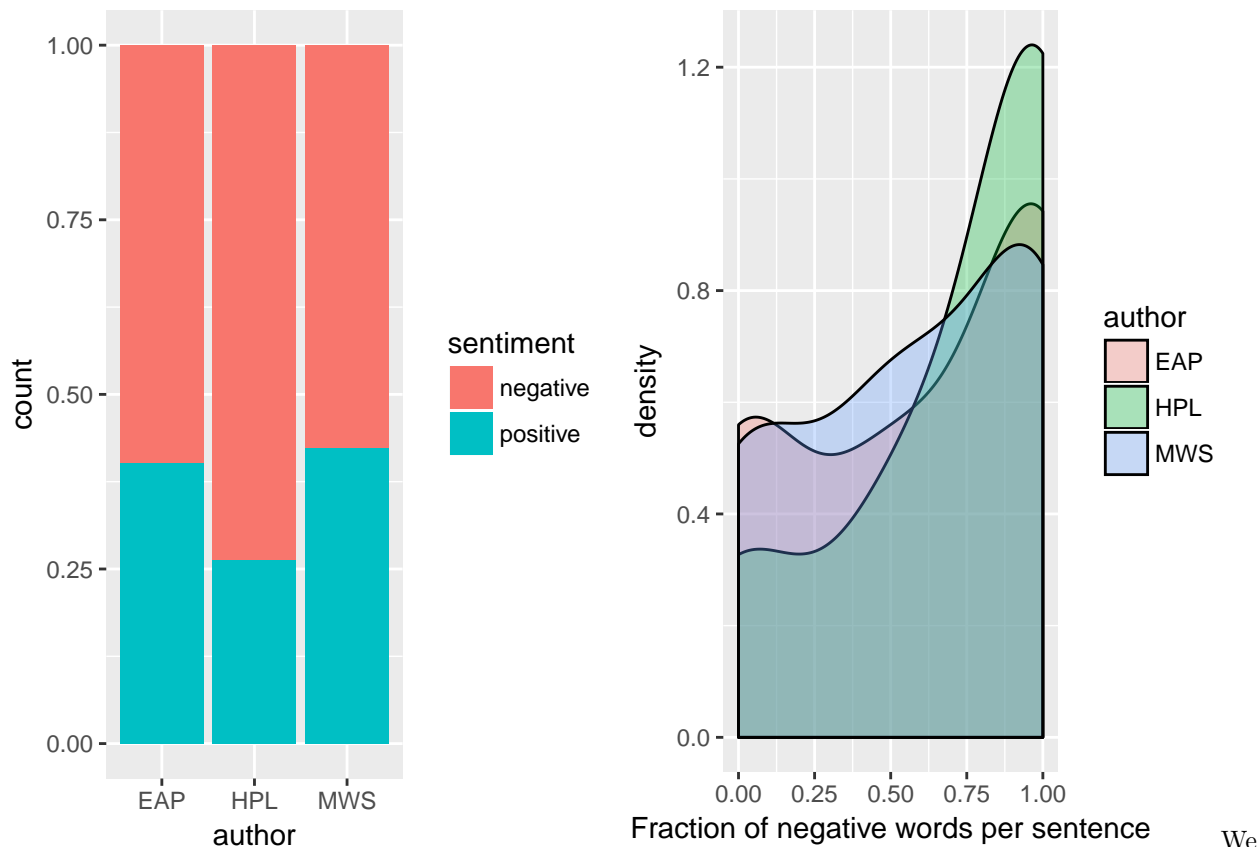 1.00
0.75
0.50
0.25
0.00
count
EAP HPL MWS
author
sentiment
negative
positive
1.2
0.8
0.4
0.0
density
0.00 0.25 0.50 0.75 1.00
Fraction of negative words per sentence
author
EAP
HPL
MWS
We